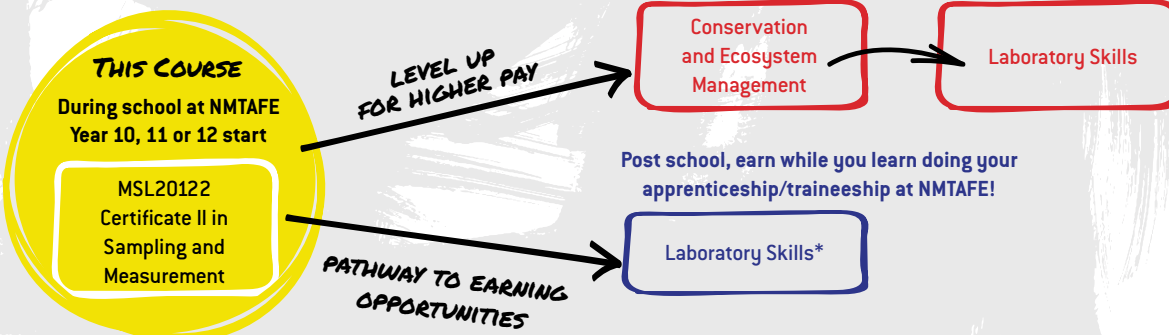 THIS COURSE
During school at NMTAFE
Year 10, 11 or 12 start
MSL20122
Certificate II in
Sampling and
Measurement
LEVEL UP
FOR HIGHER PAY
Conservation
and Ecosystem
Management
Laboratory Skills
Post school, earn while you learn doing your
apprenticeship/traineeship at NMTAFE!
PATHWAY TO EARNING
OPPORTUNITIES
Laboratory Skills*